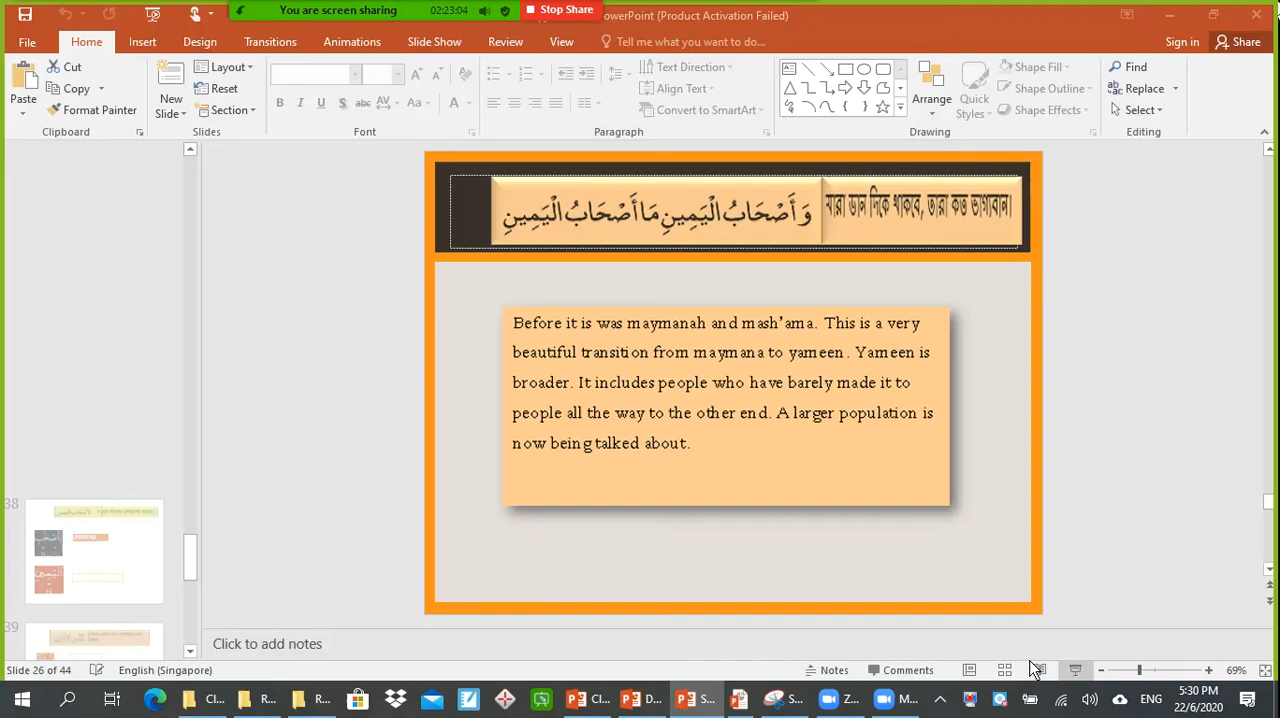 You are screen sharing 02:23:04 Stop Share
PowerPoint (Product Activation Failed)
File Home Insert Design Transitions Animations Slide Show Review View Tell me what you want to do... Sign in Share
Paste Cut Copy Format Painter
Clipboard
New Slide Layout Reset Section
Slides
B I U S abc AV Aa A
Font
Text Direction Align Text Convert to SmartArt
Paragraph
Arrange Quick Styles Shape Fill Shape Outline Shape Effects
Drawing
Find Replace Select
Editing
وَأَصْحَابُ الْيَمِينِ مَا أَصْحَابُ الْيَمِينِ
যারা ডান দিকে থাকবে, তারা কত ভাগ্যবান।
Before it is was maymanah and mash’ama. This is a very
beautiful transition from maymana to yameen . Yameen is
broader. It includes people who have barely made it to
people all the way to the other end. A larger population is
now being talked about.
38
39
Click to add notes
Slide 26 of 44 English (Singapore) Notes Comments 69%
Cl... R... R... Cl... D... S... S... Z... M... ENG 5:30 PM
22/6/2020